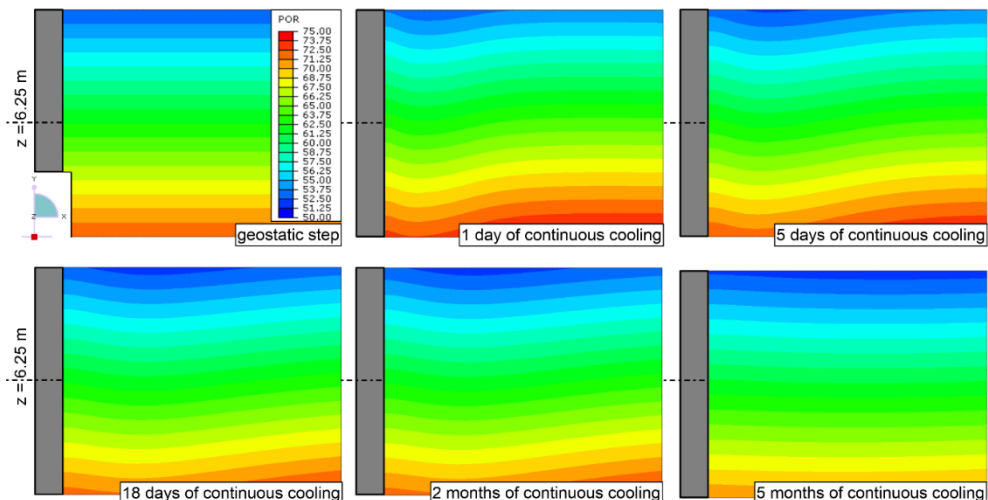 POR
75.00
73.75
72.50
71.25
70.00
68.75
67.50
66.25
65.00
63.75
62.50
61.25
60.00
58.75
57.50
56.25
55.00
53.75
52.50
51.25
50.00
z = 6.25 m
Y
Z X
geostatic step
1 day of continuous cooling
5 days of continuous cooling
z = 6.25 m
18 days of continuous cooling
2 months of continuous cooling
5 months of continuous cooling